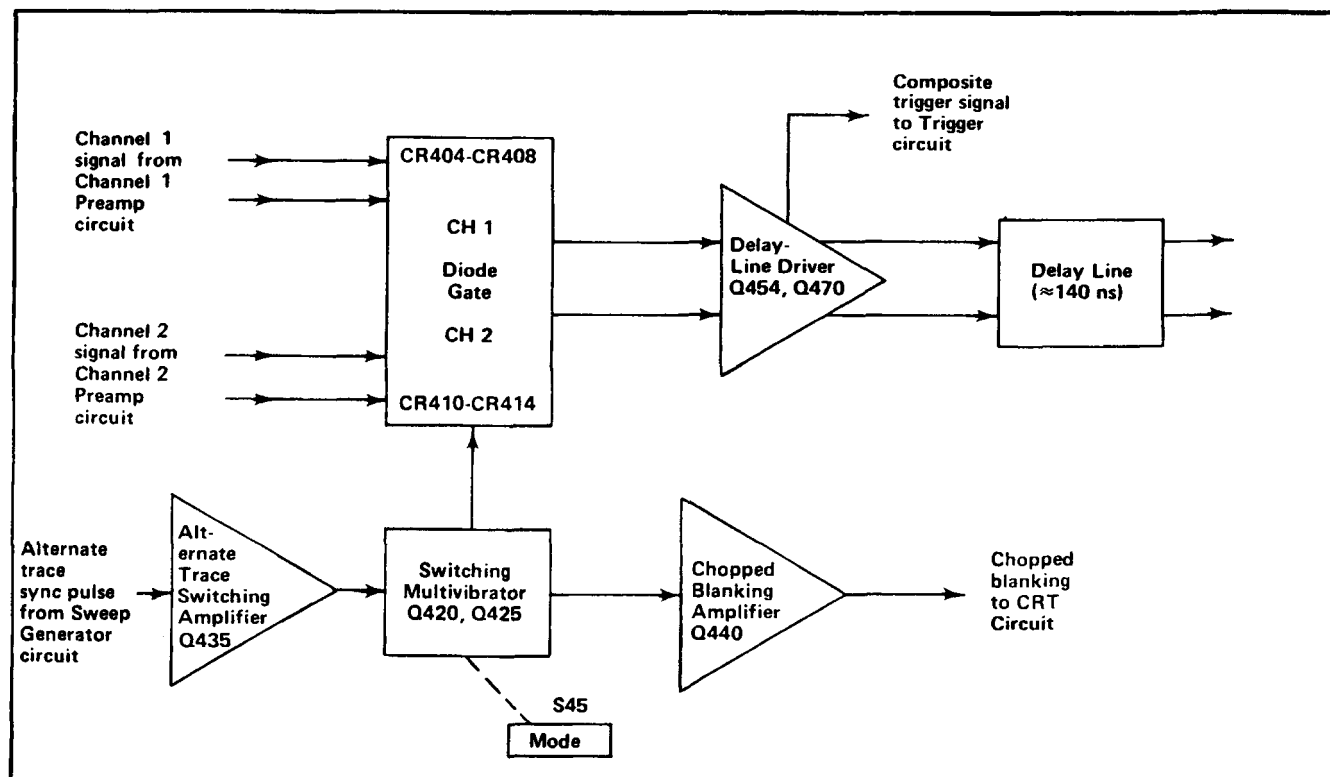 Composite
trigger signal
to Trigger
circuit
Channel 1
signal from
Channel 1
Preamp
circuit
CR404-CR408
CH 1
Diode
Gate
CH 2
CR410-CR414
Delay-
Line Driver
Q454, Q470
Delay Line
(≈140 ns)
Channel 2
signal from
Channel 2
Preamp
circuit
Alternate
trace
sync pulse
from Sweep
Generator
circuit
Alt-
ernate
Trace
Switching
Amplifier
Q435
Switching
Multivibrator
Q420, Q425
Chopped
Blanking
Amplifier
Q440
Chopped
blanking
to CRT
Circuit
S45
Mode